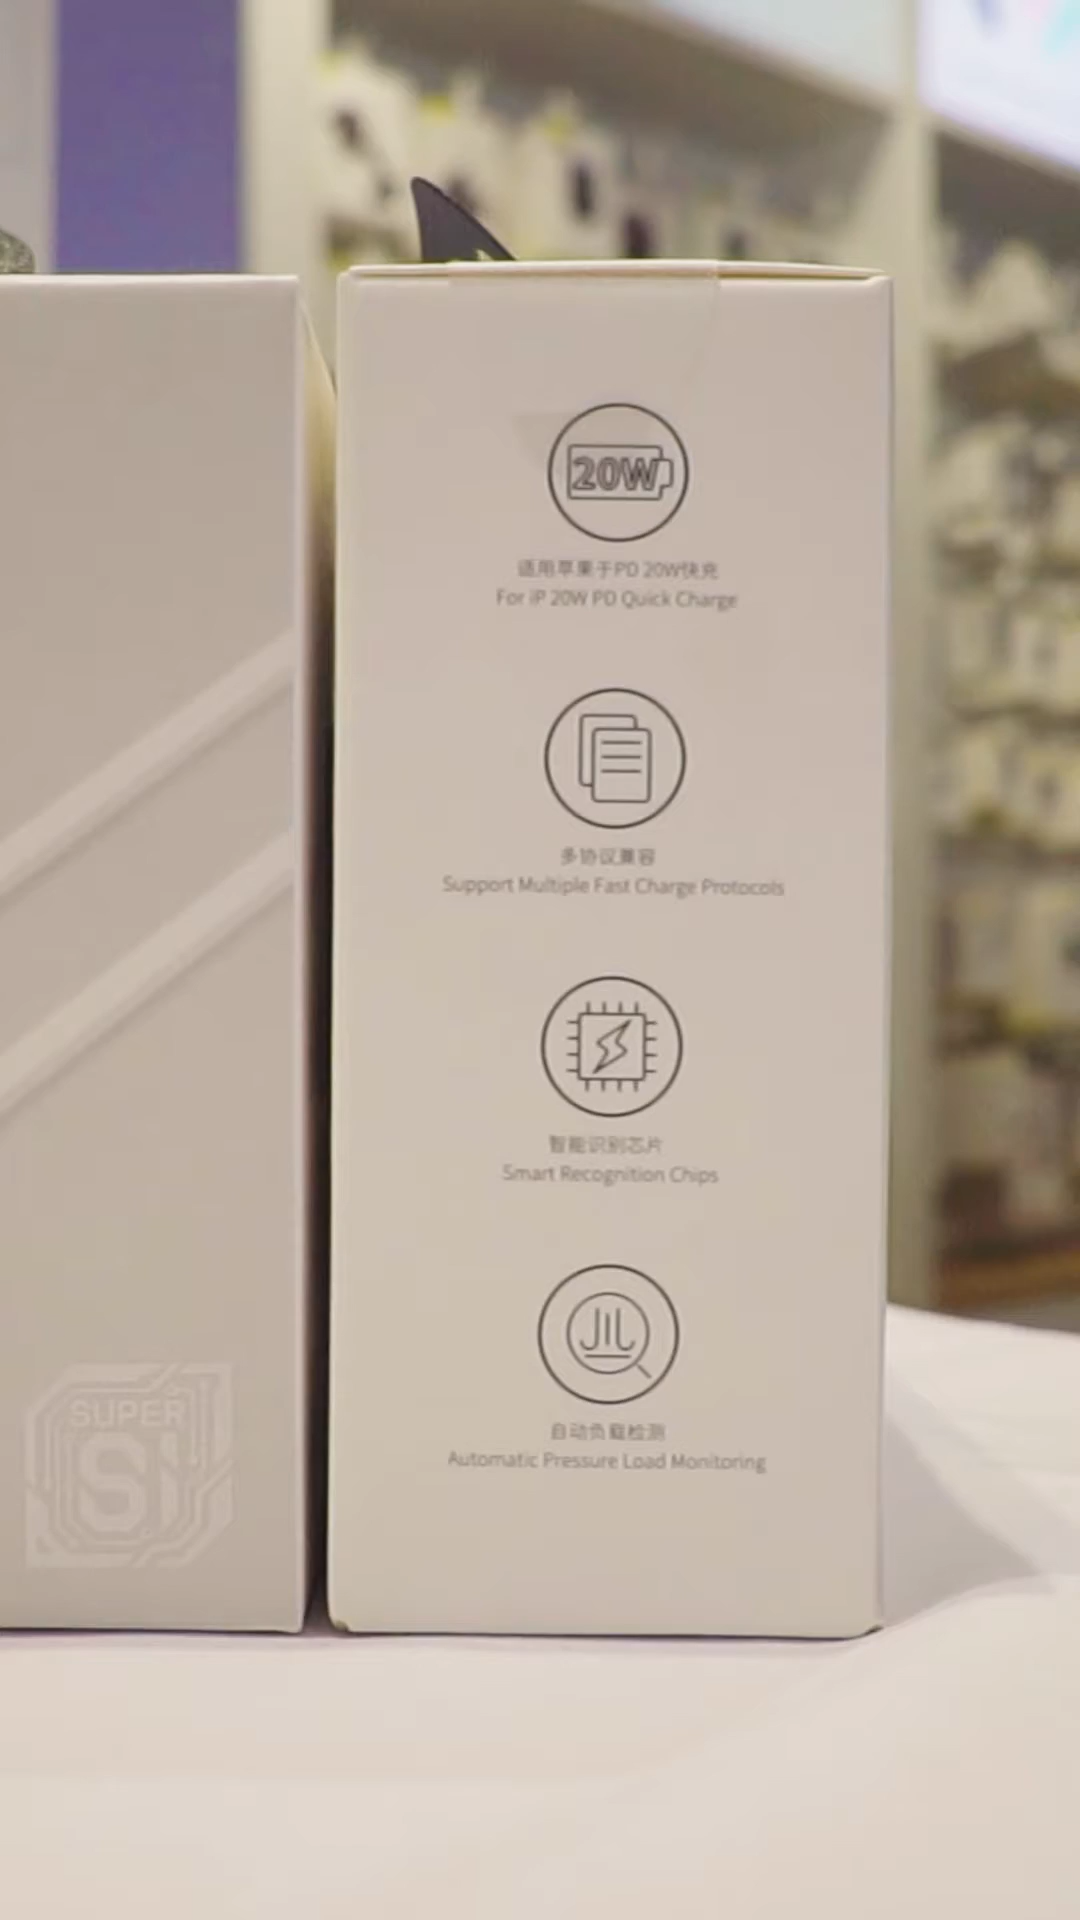 20W
适用苹果于PD 20W快充
For iP 20W PD Quick Charge
多协议兼容
Support Multiple Fast Charge Protocols
智能识别芯片
Smart Recognition Chips
自动负载检测
Automatic Pressure Load Monitoring
SUPER
Si